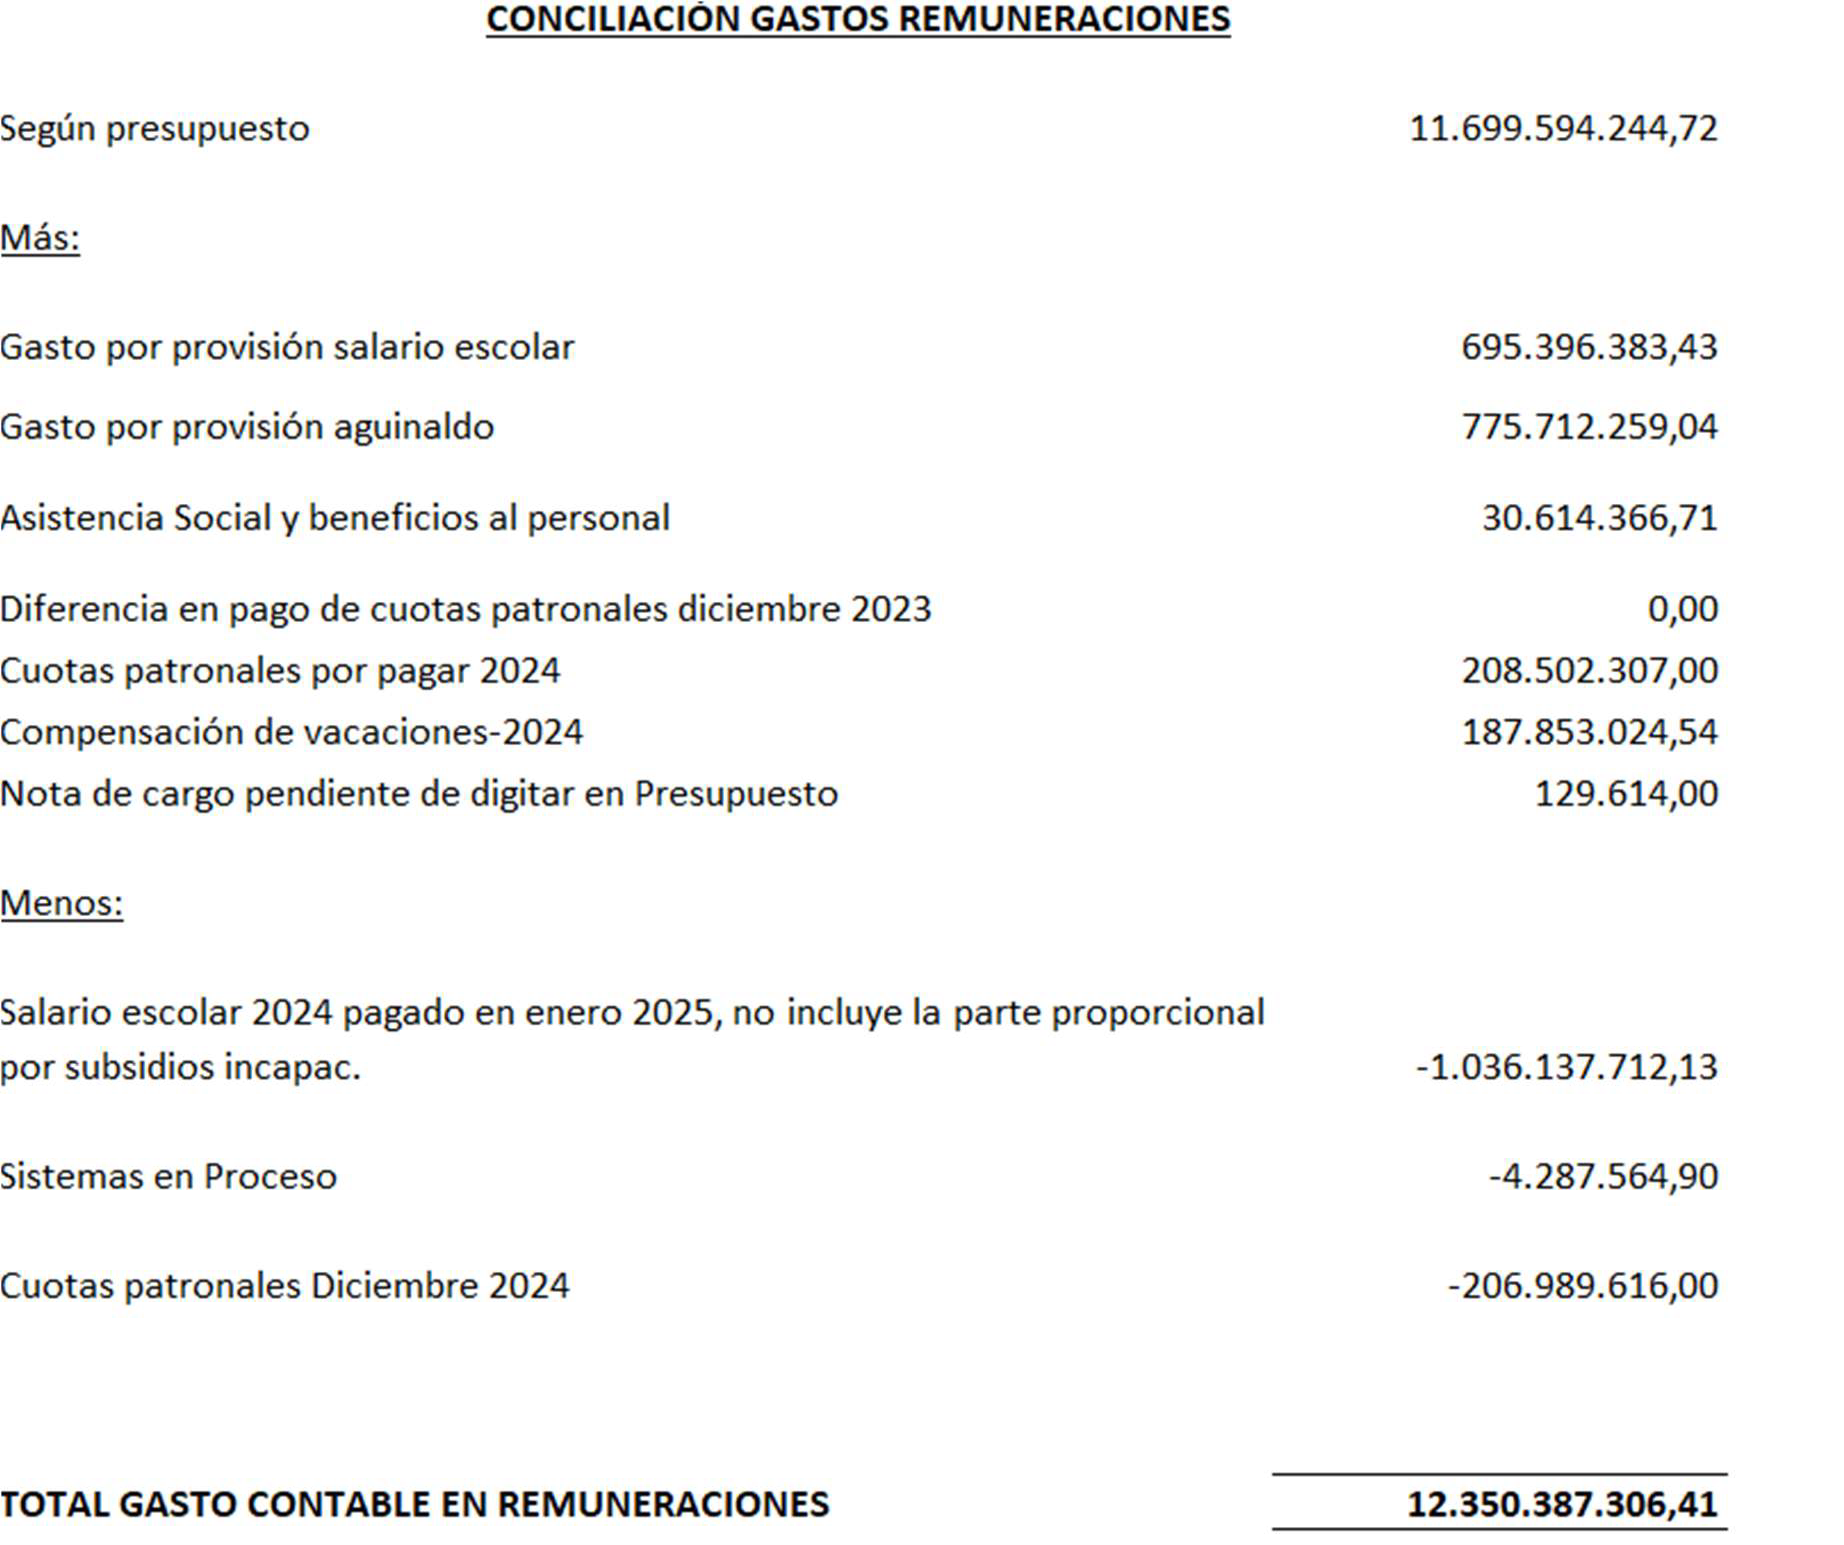 CONCILIACIÓN GASTOS REMUNERACIONES
Según presupuesto 11.699.594.244,72
Más:
Gasto por provisión salario escolar 695.396.383,43
Gasto por provisión aguinaldo 775.712.259,04
Asistencia Social y beneficios al personal 30.614.366,71
Diferencia en pago de cuotas patronales diciembre 2023 0,00
Cuotas patronales por pagar 2024 208.502.307,00
Compensación de vacaciones-2024 187.853.024,54
Nota de cargo pendiente de digitar en Presupuesto 129.614,00
Menos:
Salario escolar 2024 pagado en enero 2025, no incluye la parte proporcional
por subsidios incapac. -1.036.137.712,13
Sistemas en Proceso -4.287.564,90
Cuotas patronales Diciembre 2024 -206.989.616,00
TOTAL GASTO CONTABLE EN REMUNERACIONES 12.350.387.306,41